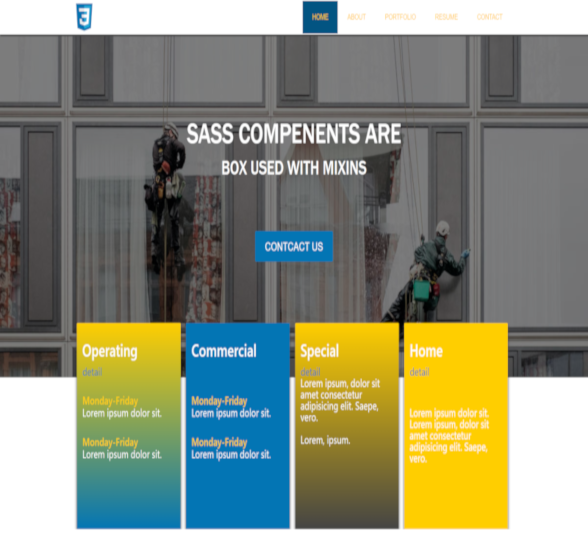 3
HOME ABOUT PORTFOLIO RESUME CONTACT
SASS COMPENENTS ARE
BOX USED WITH MIXINS
CONTCACT US
Operating
detail
Monday-Friday
Lorem ipsum dolor sit.
Monday-Friday
Lorem ipsum dolor sit.
Commercial
Monday-Friday
Lorem ipsum dolor sit.
Monday-Friday
Lorem ipsum dolor sit.
Special
detail
Lorem ipsum, dolor sit
amet consectetur
adipisicing elit. Saepe,
vero.
Lorem, ipsum.
Home
detail
Lorem ipsum dolor sit.
Lorem ipsum, dolor sit
amet consectetur
adipisicing elit. Saepe,
vero.